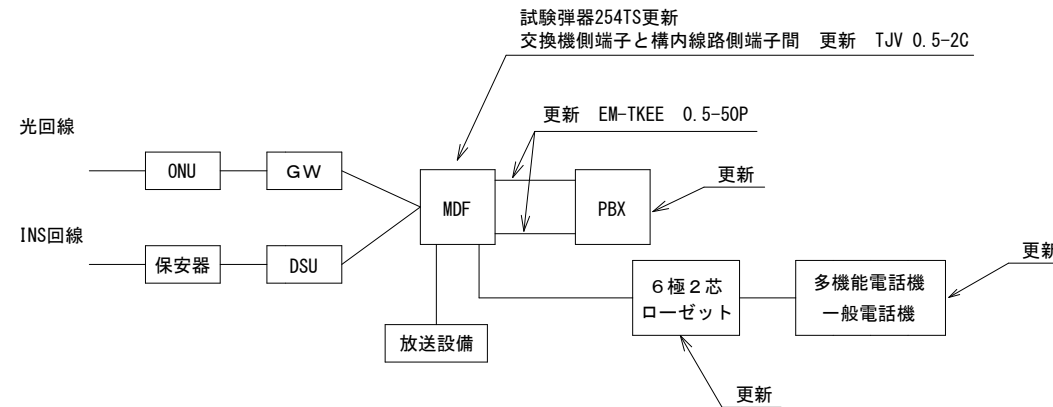 試験弾器254TS更新
交換機側端子と構内線路側端子間　更新　TJV 0.5-2C
更新　EM-TKEE　0.5-50P
光回線
ONU
ＧＷ
MDF
PBX
更新
INS回線
保安器
DSU
更新
６極２芯
ローゼット
多機能電話機
一般電話機
放送設備
更新